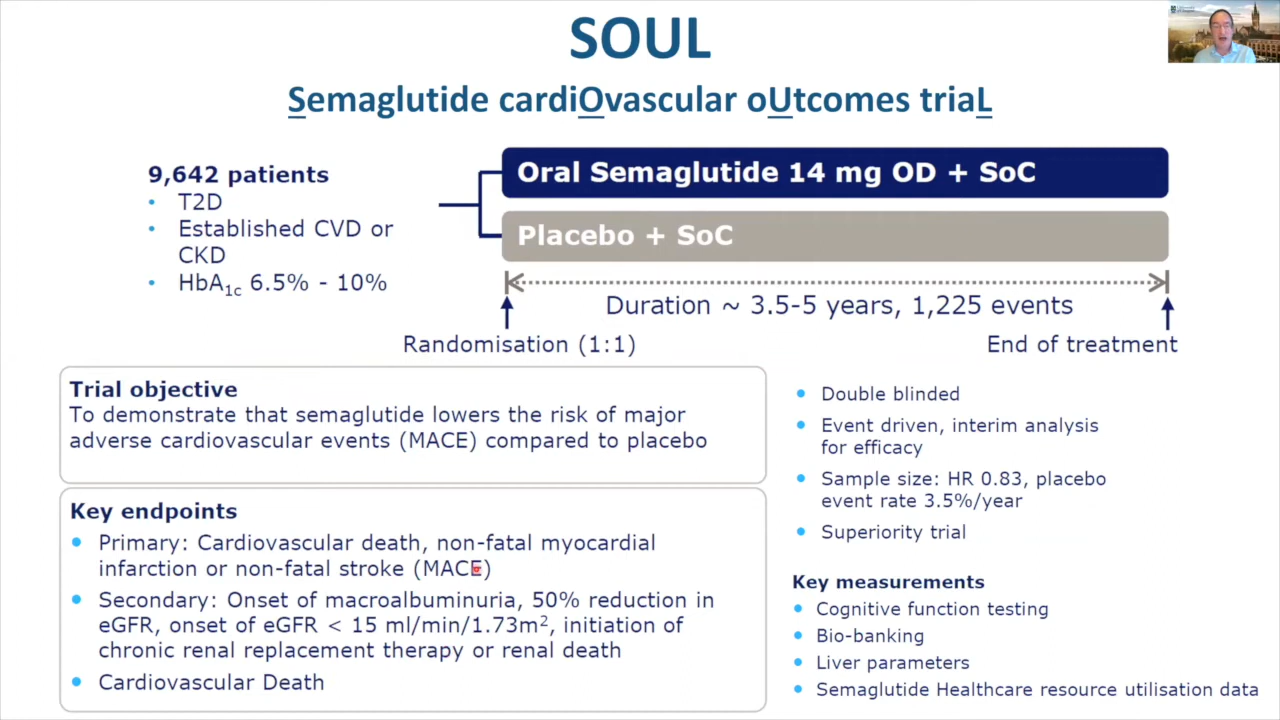 SOUL
Semaglutide cardiOvascular oUtcomes triaL
9,642 patients
• T2D
• Established CVD or
CKD
• HbA1c 6.5% - 10%
Oral Semaglutide 14 mg OD + SoC
Placebo + SoC
Duration ~ 3.5-5 years, 1,225 events
Randomisation (1:1)
End of treatment
Trial objective
To demonstrate that semaglutide lowers the risk of major
adverse cardiovascular events (MACE) compared to placebo
Key endpoints
• Primary: Cardiovascular death, non-fatal myocardial
infarction or non-fatal stroke (MACE)
• Secondary: Onset of macroalbuminuria, 50% reduction in
eGFR, onset of eGFR < 15 ml/min/1.73m², initiation of
chronic renal replacement therapy or renal death
• Cardiovascular Death
• Double blinded
• Event driven, interim analysis
for efficacy
• Sample size: HR 0.83, placebo
event rate 3.5%/year
• Superiority trial
Key measurements
• Cognitive function testing
• Bio-banking
• Liver parameters
• Semaglutide Healthcare resource utilisation data